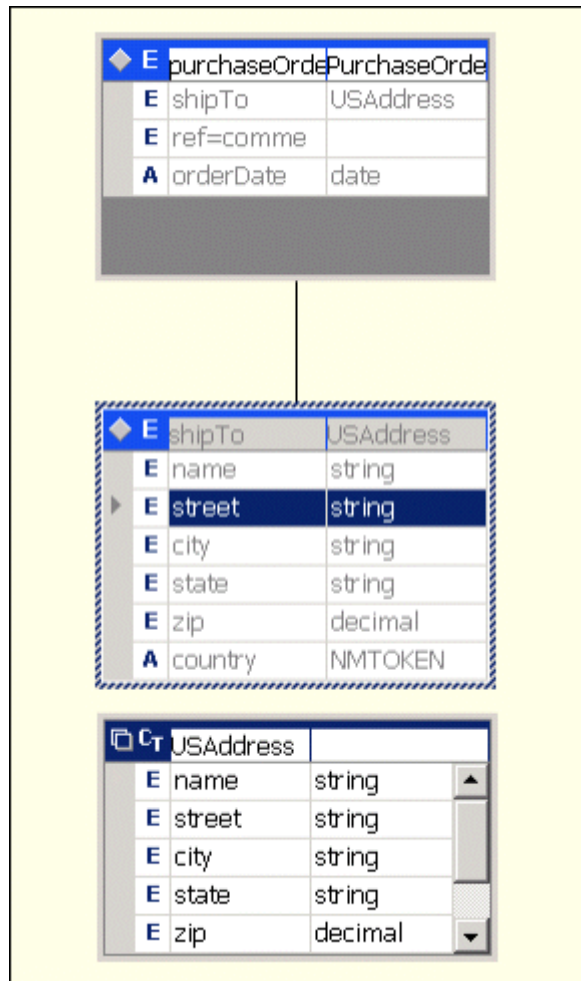 E purchaseOrde PurchaseOrde
E shipTo USAddress
E ref=comme
A orderDate date
E shipTo USAddress
E name string
E street string
E city string
E state string
E zip decimal
A country NMTOKEN
CT USAddress
E name string
E street string
E city string
E state string
E zip decimal